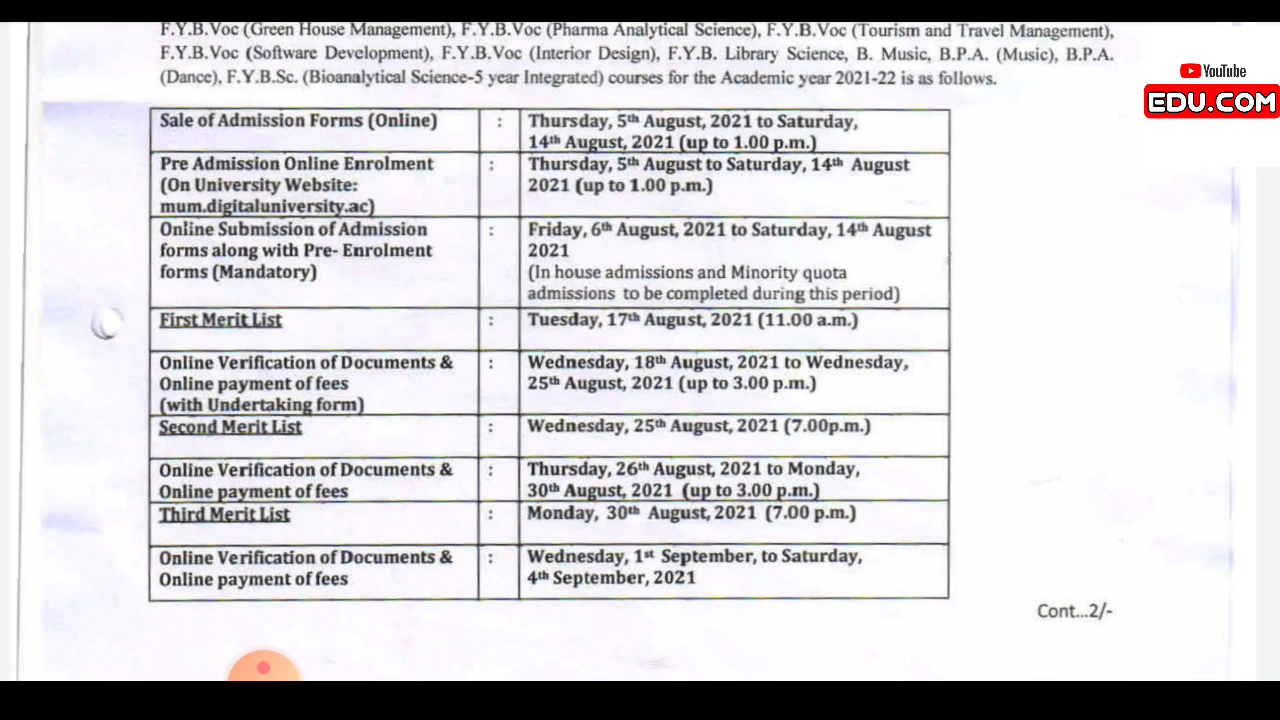 F.Y.B.Voc (Green House Management), F.Y.B.Voc (Pharma Analytical Science), F.Y.B.Voc (Tourism and Travel Management),
F.Y.B.Voc (Software Development), F.Y.B.Voc (Interior Design), F.Y.B. Library Science, B. Music, B.P.A. (Music), B.P.A.
(Dance), F.Y.B.Sc. (Bioanalytical Science-5 year Integrated) courses for the Academic year 2021-22 is as follows.
YouTube
EDU.COM
Sale of Admission Forms (Online) : Thursday, 5th August, 2021 to Saturday,
14th August, 2021 (up to 1.00 p.m.)
Pre Admission Online Enrolment : Thursday, 5th August to Saturday, 14th August
(On University Website: 2021 (up to 1.00 p.m.)
mum.digitaluniversity.ac)
Online Submission of Admission : Friday, 6th August, 2021 to Saturday, 14th August
forms along with Pre- Enrolment 2021
forms (Mandatory) (In house admissions and Minority quota
admissions to be completed during this period)
First Merit List : Tuesday, 17th August, 2021 (11.00 a.m.)
Online Verification of Documents & : Wednesday, 18th August, 2021 to Wednesday,
Online payment of fees 25th August, 2021 (up to 3.00 p.m.)
(with Undertaking form)
Second Merit List : Wednesday, 25th August, 2021 (7.00p.m.)
Online Verification of Documents & : Thursday, 26th August, 2021 to Monday,
Online payment of fees 30th August, 2021 (up to 3.00 p.m.)
Third Merit List : Monday, 30th August, 2021 (7.00 p.m.)
Online Verification of Documents & : Wednesday, 1st September, to Saturday,
Online payment of fees 4th September, 2021
Cont...2/-